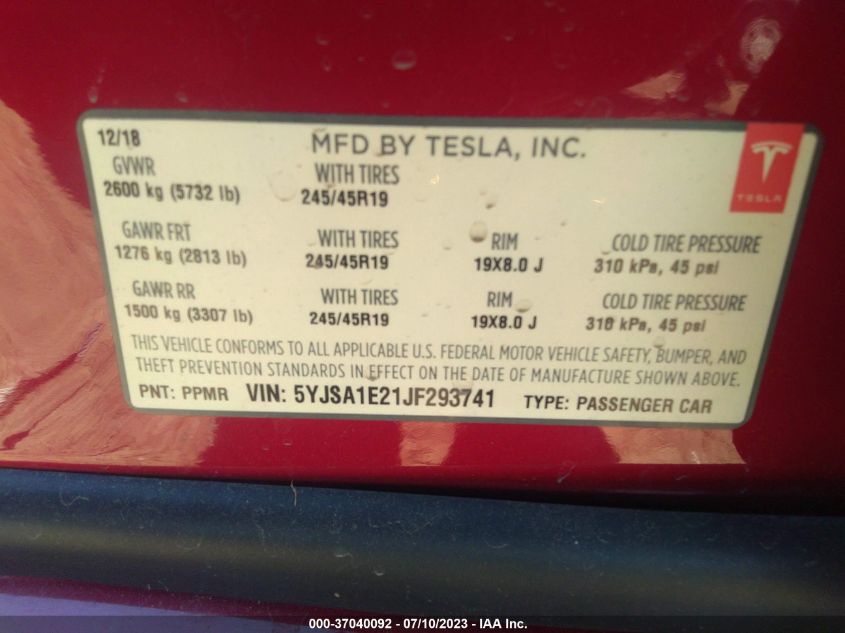 12/18
MFD BY TESLA, INC.
GVWR WITH TIRES
2600 kg (5732 lb) 245/45R19
TESLA
GAWR FRT WITH TIRES RIM COLD TIRE PRESSURE
1276 kg (2813 lb) 245/45R19 19X8.0 J 310 kPa, 45 psi
GAWR RR WITH TIRES RIM COLD TIRE PRESSURE
1500 kg (3307 lb) 245/45R19 19X8.0 J 310 kPa, 45 psi
THIS VEHICLE CONFORMS TO ALL APPLICABLE U.S. FEDERAL MOTOR VEHICLE SAFETY, BUMPER, AND
THEFT PREVENTION STANDARDS IN EFFECT ON THE DATE OF MANUFACTURE SHOWN ABOVE.
PNT: PPMR VIN: 5YJSA1E21JF293741 TYPE: PASSENGER CAR
000-37040092 - 07/10/2023 - IAA Inc.